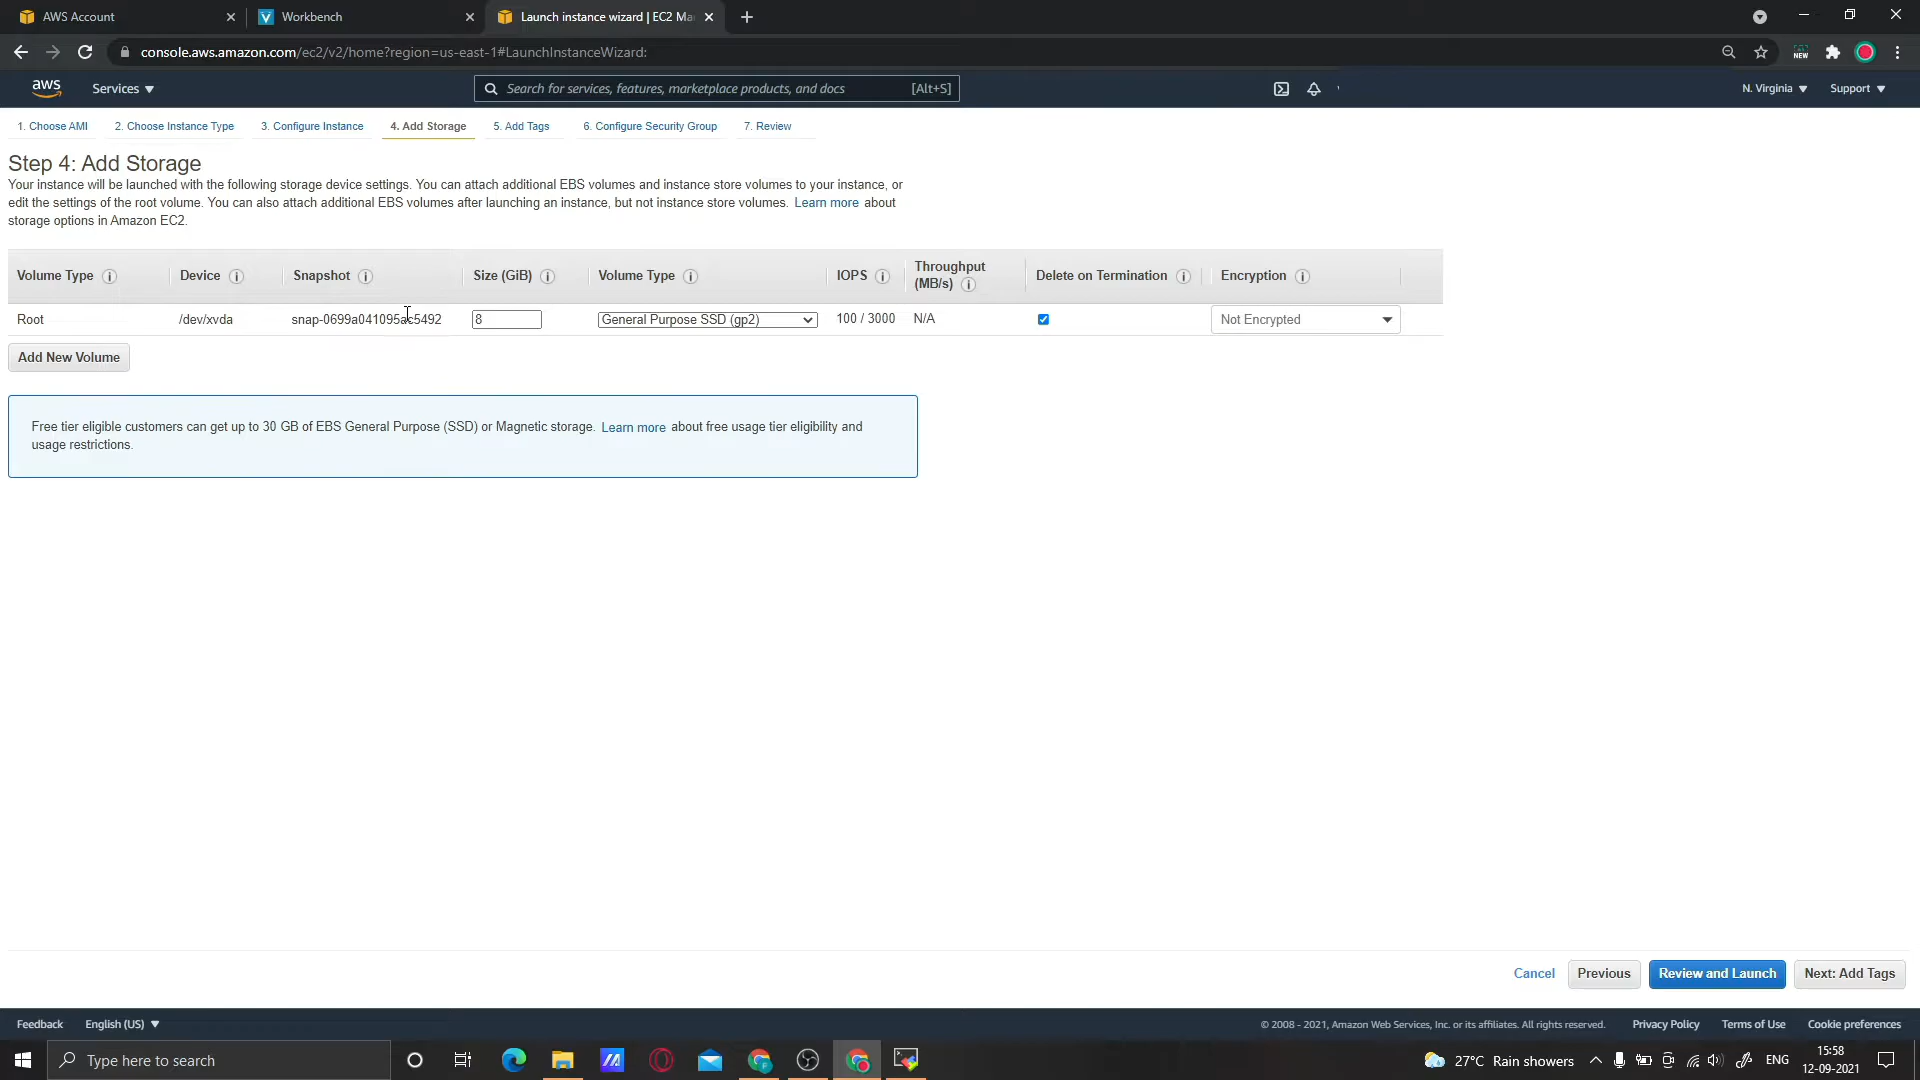 AWS Account
Workbench
Launch instance wizard | EC2 Ma
console.aws.amazon.com/ec2/v2/home?region=us-east-1#LaunchInstanceWizard:
NEW
aws
Services
Search for services, features, marketplace products, and docs
[Alt+S]
N. Virginia
Support
1. Choose AMI
2. Choose Instance Type
3. Configure Instance
4. Add Storage
5. Add Tags
6. Configure Security Group
7. Review
Step 4: Add Storage
Your instance will be launched with the following storage device settings. You can attach additional EBS volumes and instance store volumes to your instance, or
edit the settings of the root volume. You can also attach additional EBS volumes after launching an instance, but not instance store volumes. Learn more about
storage options in Amazon EC2.
Volume Type
Device
Snapshot
Size (GiB)
Volume Type
IOPS
Throughput
(MB/s)
Delete on Termination
Encryption
Root
/dev/xvda
snap-0699a041095ac5492
8
General Purpose SSD (gp2)
100 / 3000
N/A
Not Encrypted
Add New Volume
Free tier eligible customers can get up to 30 GB of EBS General Purpose (SSD) or Magnetic storage. Learn more about free usage tier eligibility and
usage restrictions.
Cancel
Previous
Review and Launch
Next: Add Tags
Feedback
English (US)
© 2008 - 2021, Amazon Web Services, Inc. or its affiliates. All rights reserved.
Privacy Policy
Terms of Use
Cookie preferences
Type here to search
27°C Rain showers
ENG
15:58
12-09-2021